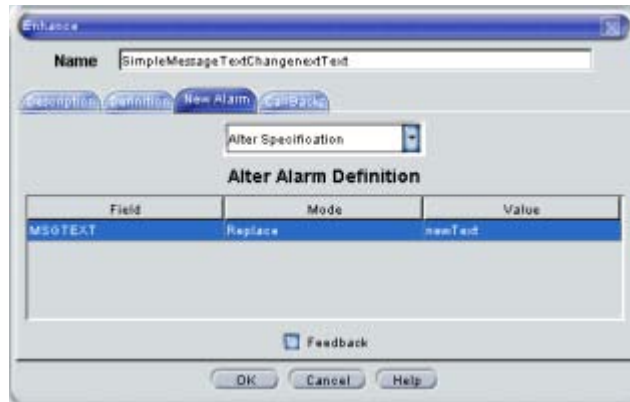 Enhance
Name SimpleMessageTextChangenextText
Description Definition New Alarm CallBacks
Alter Specification
Alter Alarm Definition
Field Mode Value
MSGTEXT Replace newText
Feedback
OK Cancel Help